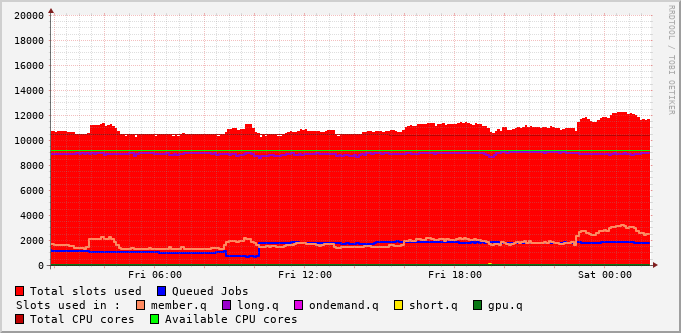 20000
18000
16000
14000
12000
10000
8000
6000
4000
2000
0
Fri 06:00 Fri 12:00 Fri 18:00 Sat 00:00
Total slots used Queued Jobs
Slots used in : member.q long.q ondemand.q short.q gpu.q
Total CPU cores Available CPU cores
RRDTOOL / TOBI OETIKER